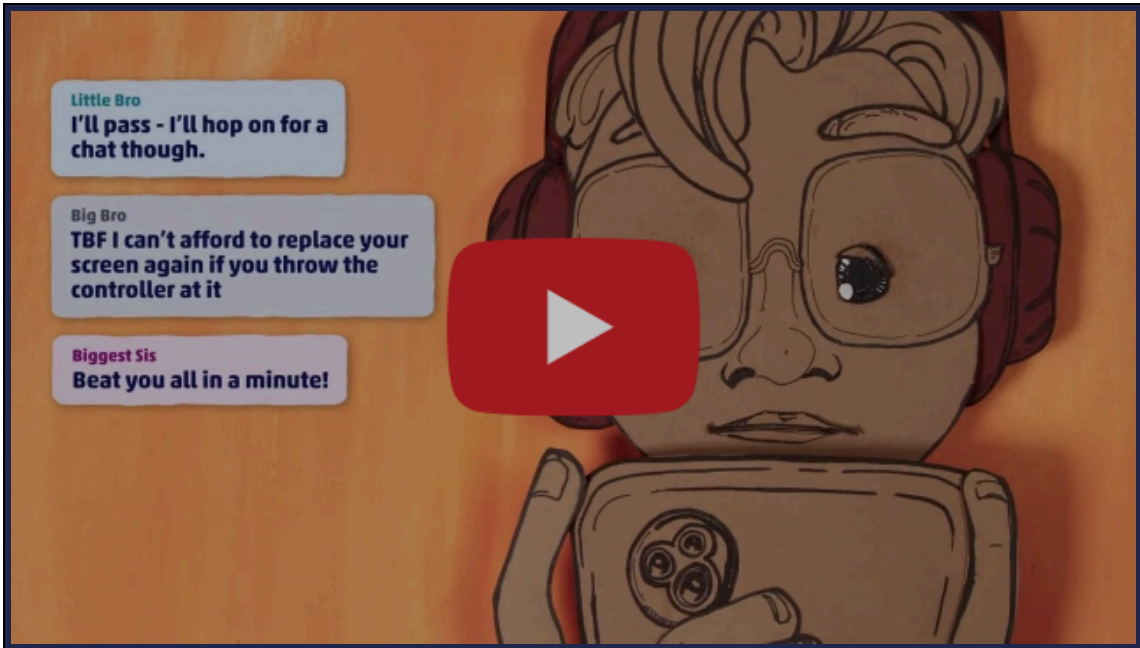 Little Bro
I'll pass - I'll hop on for a
chat though.
Big Bro
TBF I can't afford to replace your
screen again if you throw the
controller at it
Biggest Sis
Beat you all in a minute!